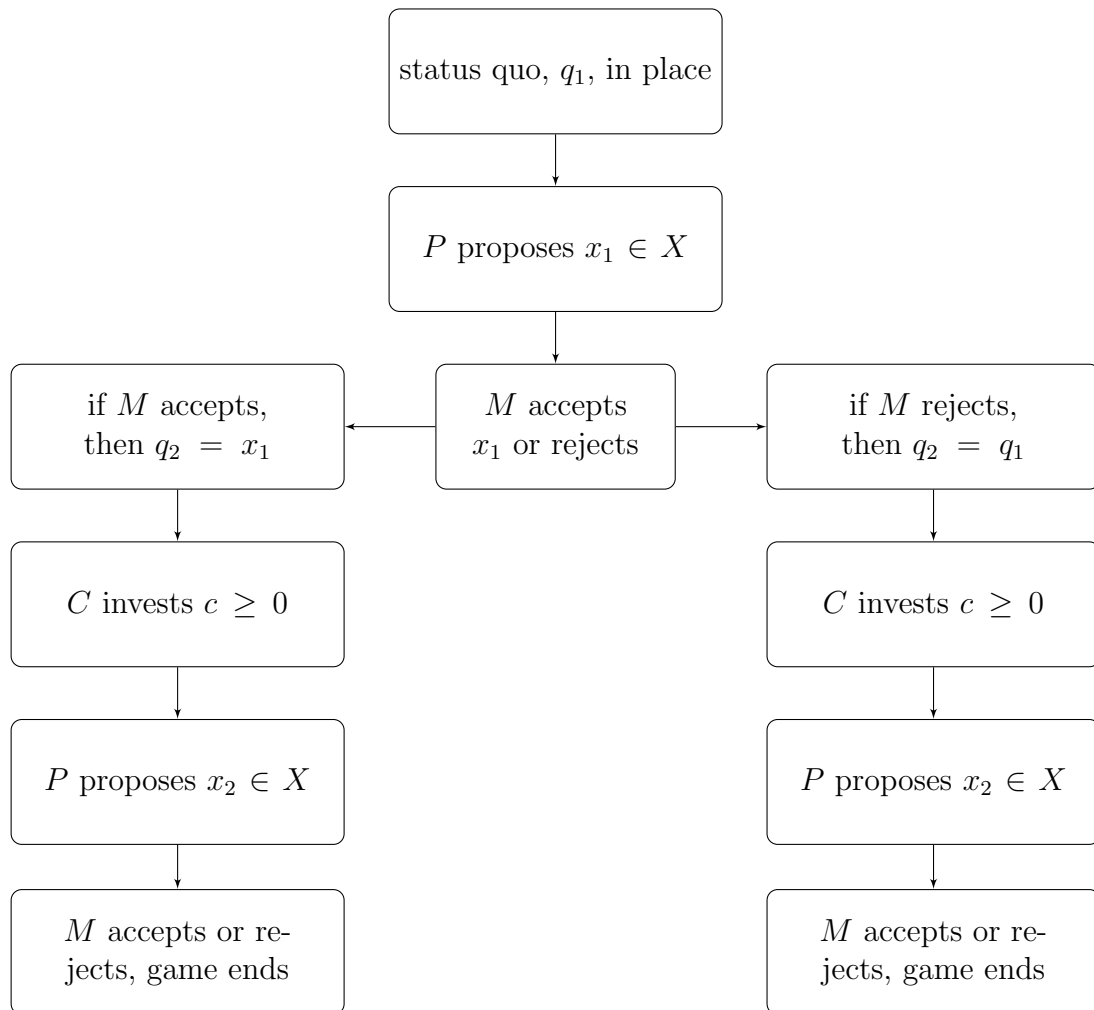 status quo, q₁, in place
P proposes x₁ ∈ X
if M accepts,
then q₂ = x₁
M accepts
x₁ or rejects
if M rejects,
then q₂ = q₁
C invests c ≥ 0
C invests c ≥ 0
P proposes x₂ ∈ X
P proposes x₂ ∈ X
M accepts or re-
jects, game ends
M accepts or re-
jects, game ends